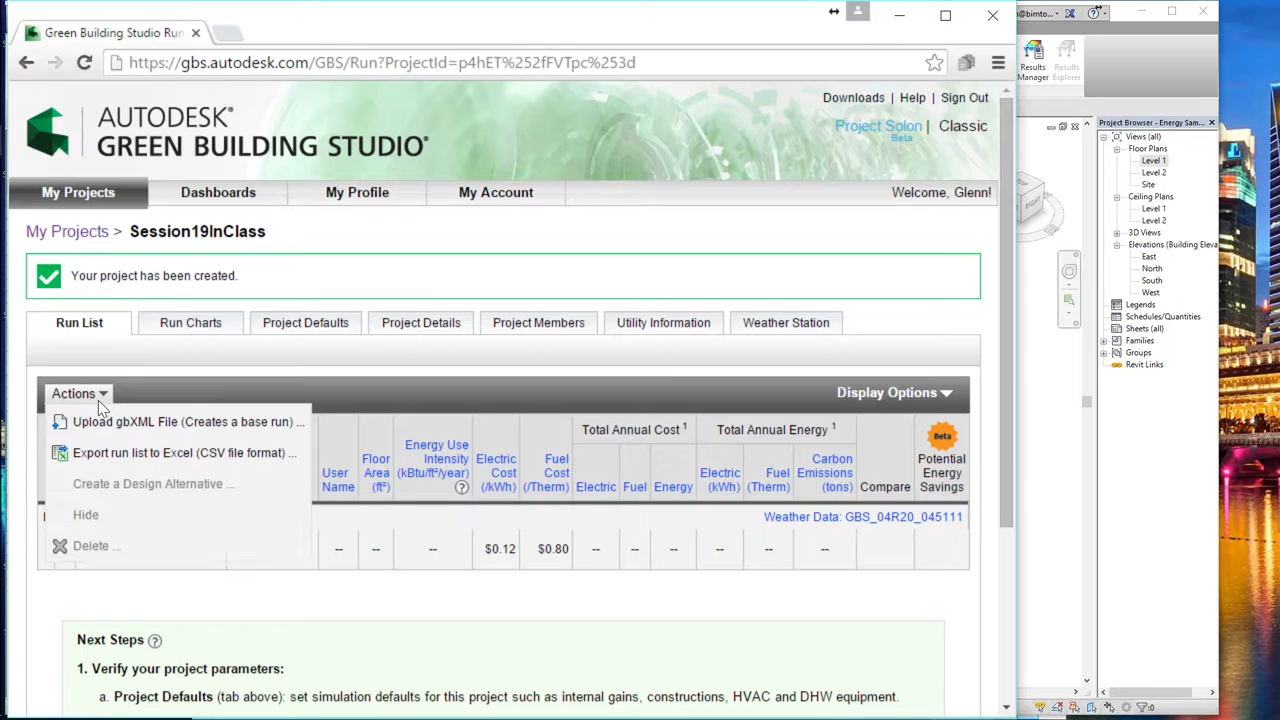 Green Building Studio Run
@bimto
https://gbs.autodesk.com/GBS/Run?ProjectId=p4hET%252fFVTpc%253d
Results Manager
Results Explorer
Downloads | Help | Sign Out
AUTODESK®
GREEN BUILDING STUDIO®
Project Solon | Classic
Beta
My Projects
Dashboards
My Profile
My Account
Welcome, Glenn!
My Projects > Session19InClass
Your project has been created.
Run List
Run Charts
Project Defaults
Project Details
Project Members
Utility Information
Weather Station
Actions
Display Options
Upload gbXML File (Creates a base run) ...
Export run list to Excel (CSV file format) ...
Create a Design Alternative ...
Hide
Delete ...
User Name
Floor Area (ft²)
Energy Use Intensity (kBtu/ft²/year) ?
Electric Cost (/kWh)
Fuel Cost (/Therm)
Total Annual Cost 1
Electric
Fuel
Energy
Total Annual Energy 1
Electric (kWh)
Fuel (Therm)
Carbon Emissions (tons)
Compare
Beta
Potential Energy Savings
Weather Data: GBS_04R20_045111
-- -- -- $0.12 $0.80 -- -- -- -- -- --
Next Steps ?
1. Verify your project parameters:
a. Project Defaults (tab above): set simulation defaults for this project such as internal gains, constructions, HVAC and DHW equipment.
Project Browser - Energy Sam...
Views (all)
Floor Plans
Level 1
Level 2
Site
Ceiling Plans
Level 1
Level 2
3D Views
Elevations (Building Eleva
East
North
South
West
Legends
Schedules/Quantities
Sheets (all)
Families
Groups
Revit Links
RIGHT
:0